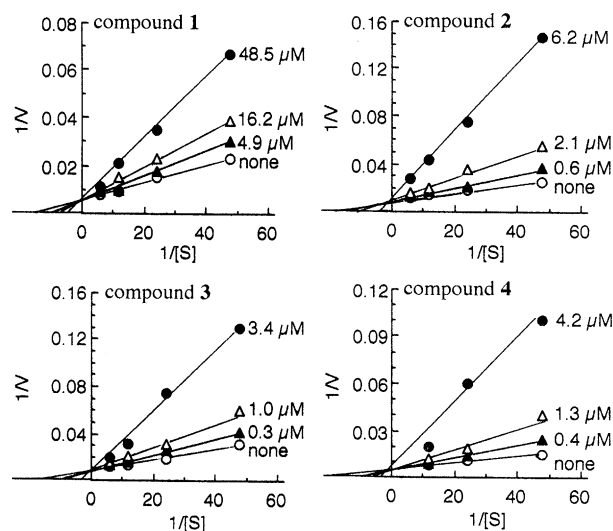 compound 1
0.08
0.06
0.04
0.02
1/V
48.5 μM
16.2 μM
4.9 μM
none
0 20 40 60
1/[S]
compound 2
0.16
0.12
0.08
0.04
1/V
6.2 μM
2.1 μM
0.6 μM
none
0 20 40 60
1/[S]
compound 3
0.16
0.12
0.08
0.04
1/V
3.4 μM
1.0 μM
0.3 μM
none
0 20 40 60
1/[S]
compound 4
0.12
0.09
0.06
0.03
1/V
4.2 μM
1.3 μM
0.4 μM
none
0 20 40 60
1/[S]